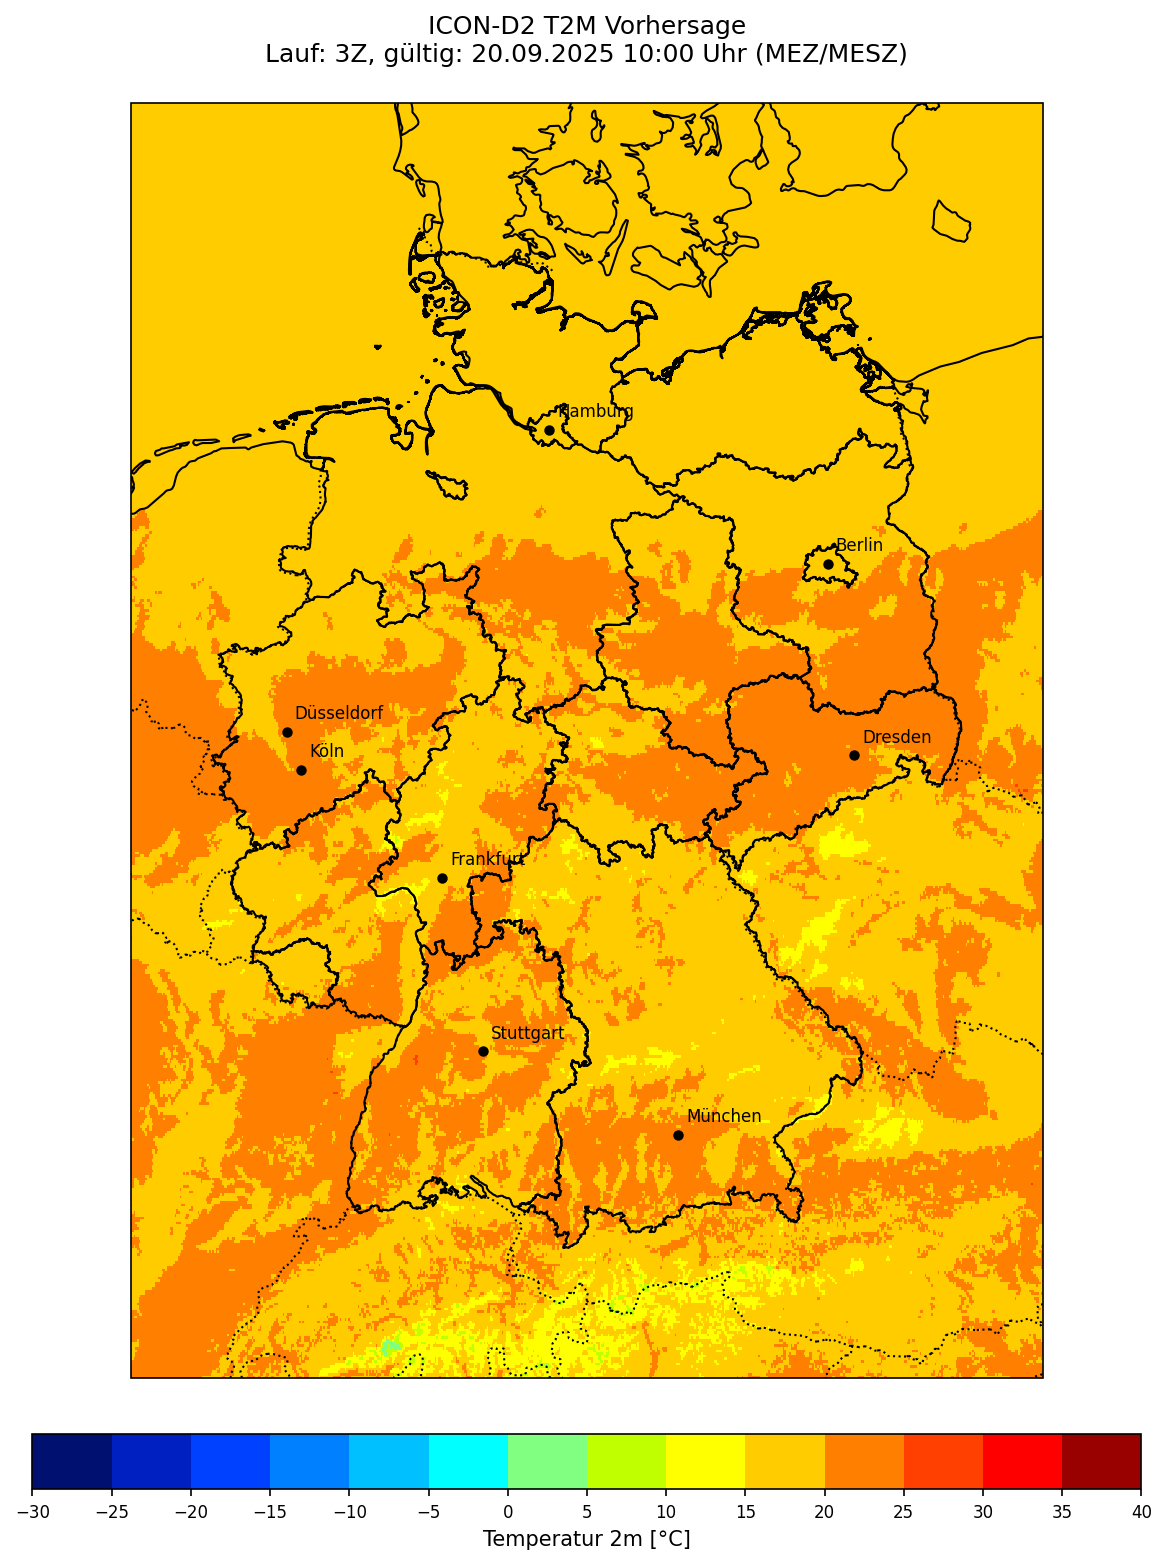 ICON-D2 T2M Vorhersage
Lauf: 3Z, gültig: 20.09.2025 10:00 Uhr (MEZ/MESZ)
Hamburg
Berlin
Düsseldorf
Dresden
Köln
Frankfurt
Stuttgart
München
−30 −25 −20 −15 −10 −5 0 5 10 15 20 25 30 35 40
Temperatur 2m [°C]